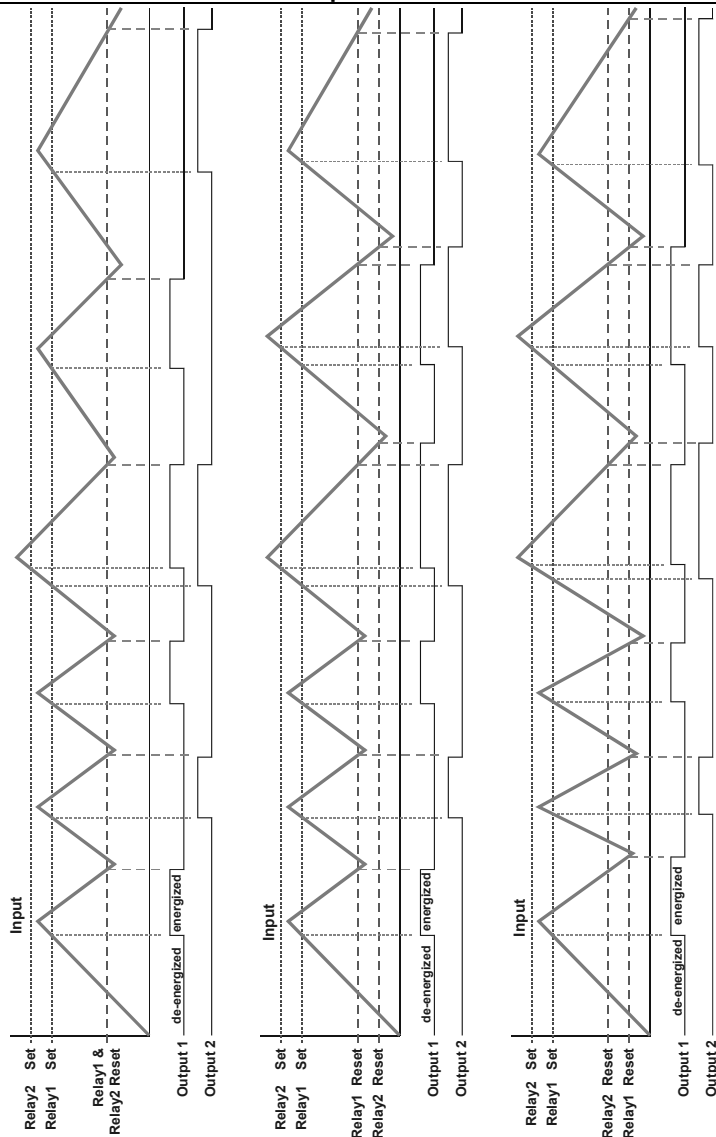 Input
Relay2 Set
Relay1 Set
Relay1 &
Relay2 Reset
de-energized
energized
Output 1
Output 2
Input
Relay2 Set
Relay1 Set
Relay1 Reset
Relay2 Reset
de-energized
energized
Output 1
Output 2
Input
Relay2 Set
Relay1 Set
Relay2 Reset
Relay1 Reset
de-energized
energized
Output 1
Output 2